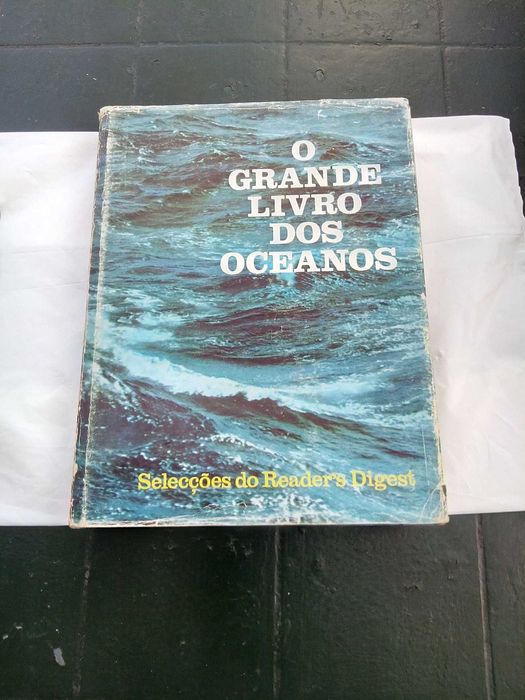 O
GRANDE
LIVRO
DOS
OCEANOS
Selecções do Reader's Digest